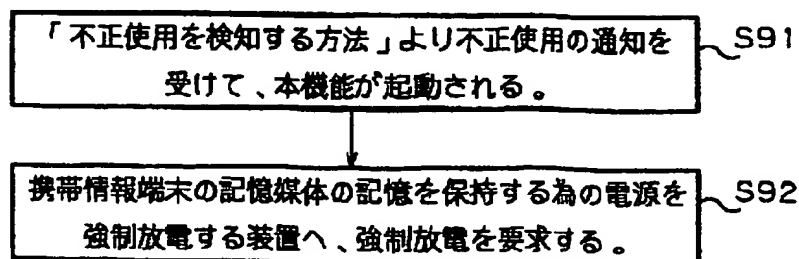 「不正使用を検知する方法」より不正使用の通知を
S91
受けて、本機能が起動される。
携帯情報端末の記憶媒体の記憶を保持する為の電源を
S92
強制放電する装置へ、強制放電を要求する。